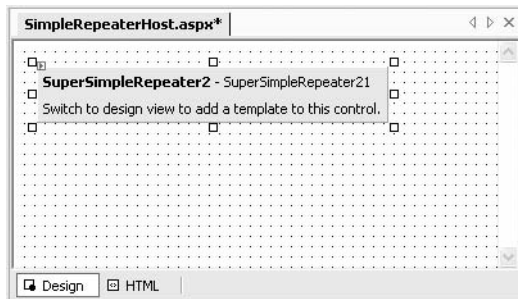 SimpleRepeaterHost.aspx*
SuperSimpleRepeater2 - SuperSimpleRepeater21
Switch to design view to add a template to this control.
Design HTML